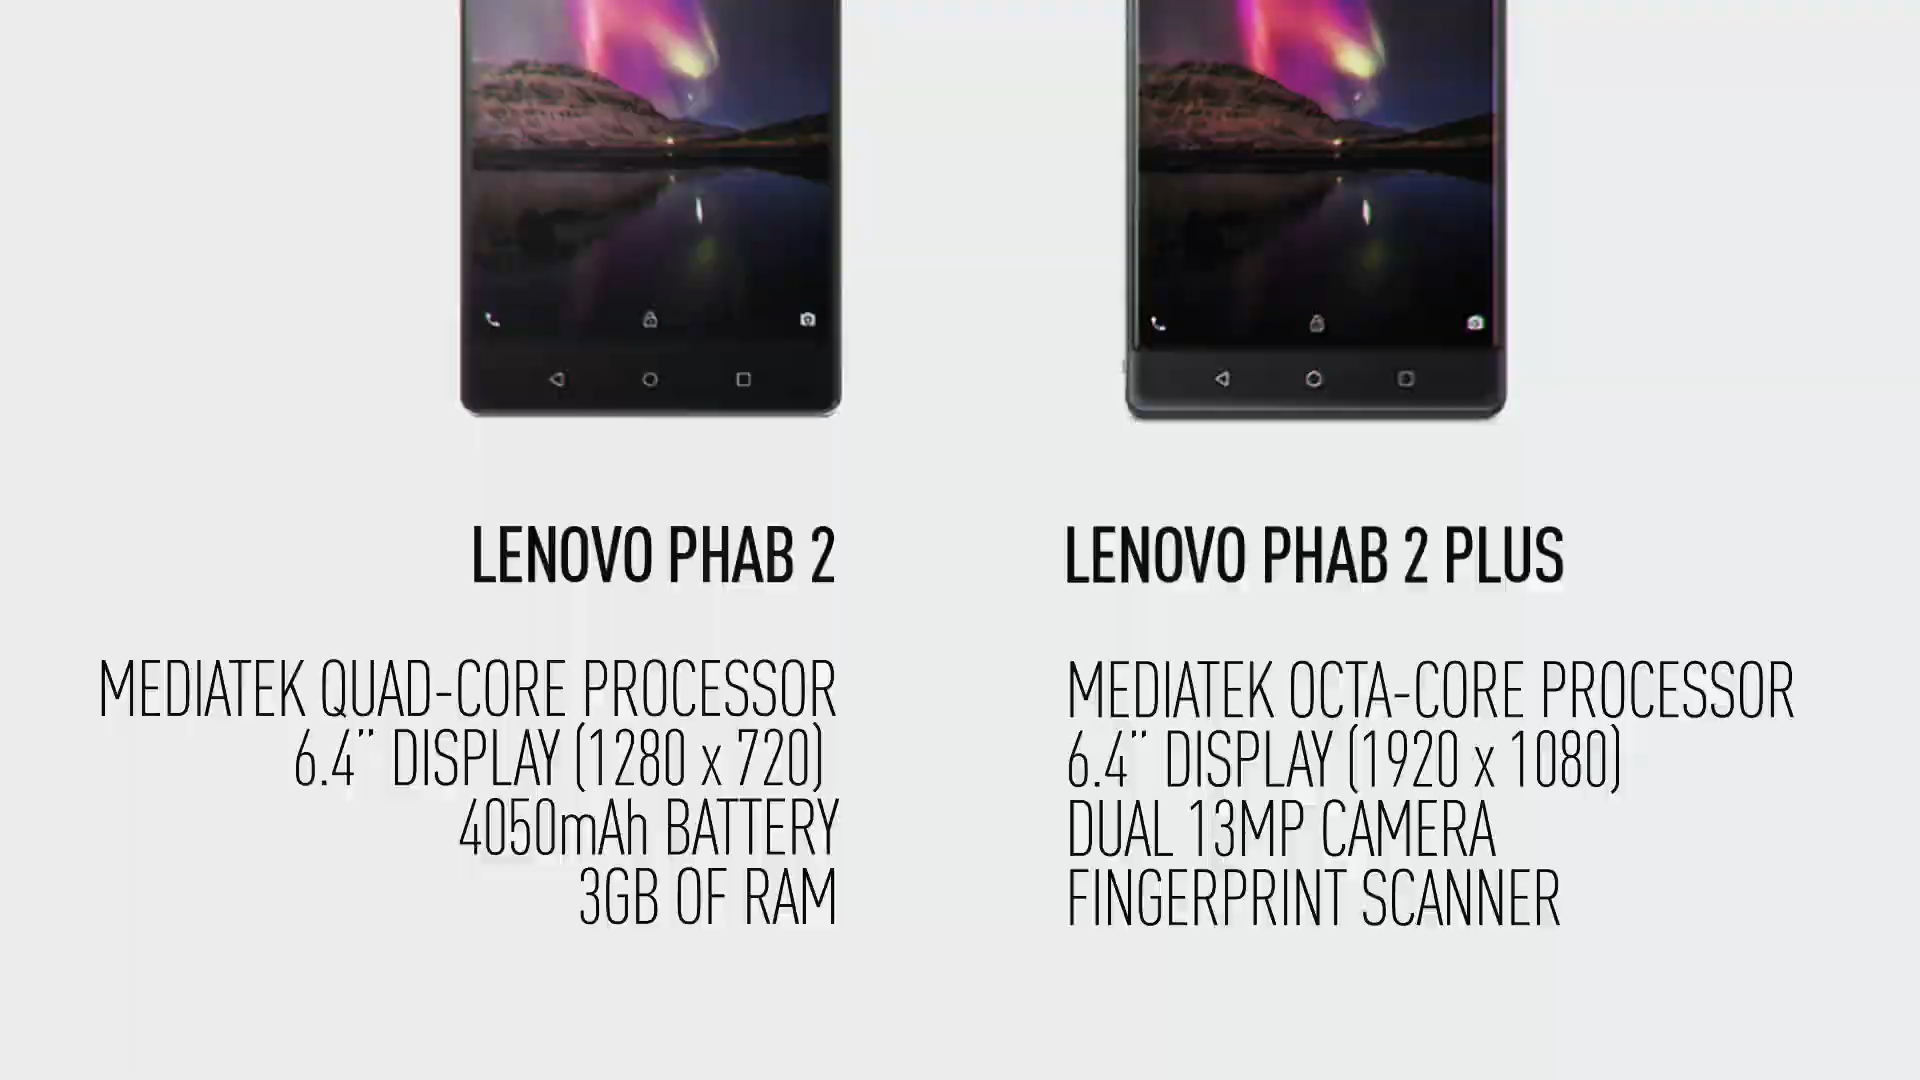 LENOVO PHAB 2
MEDIATEK QUAD-CORE PROCESSOR
6.4” DISPLAY (1280 x 720)
4050mAh BATTERY
3GB OF RAM
LENOVO PHAB 2 PLUS
MEDIATEK OCTA-CORE PROCESSOR
6.4” DISPLAY (1920 x 1080)
DUAL 13MP CAMERA
FINGERPRINT SCANNER